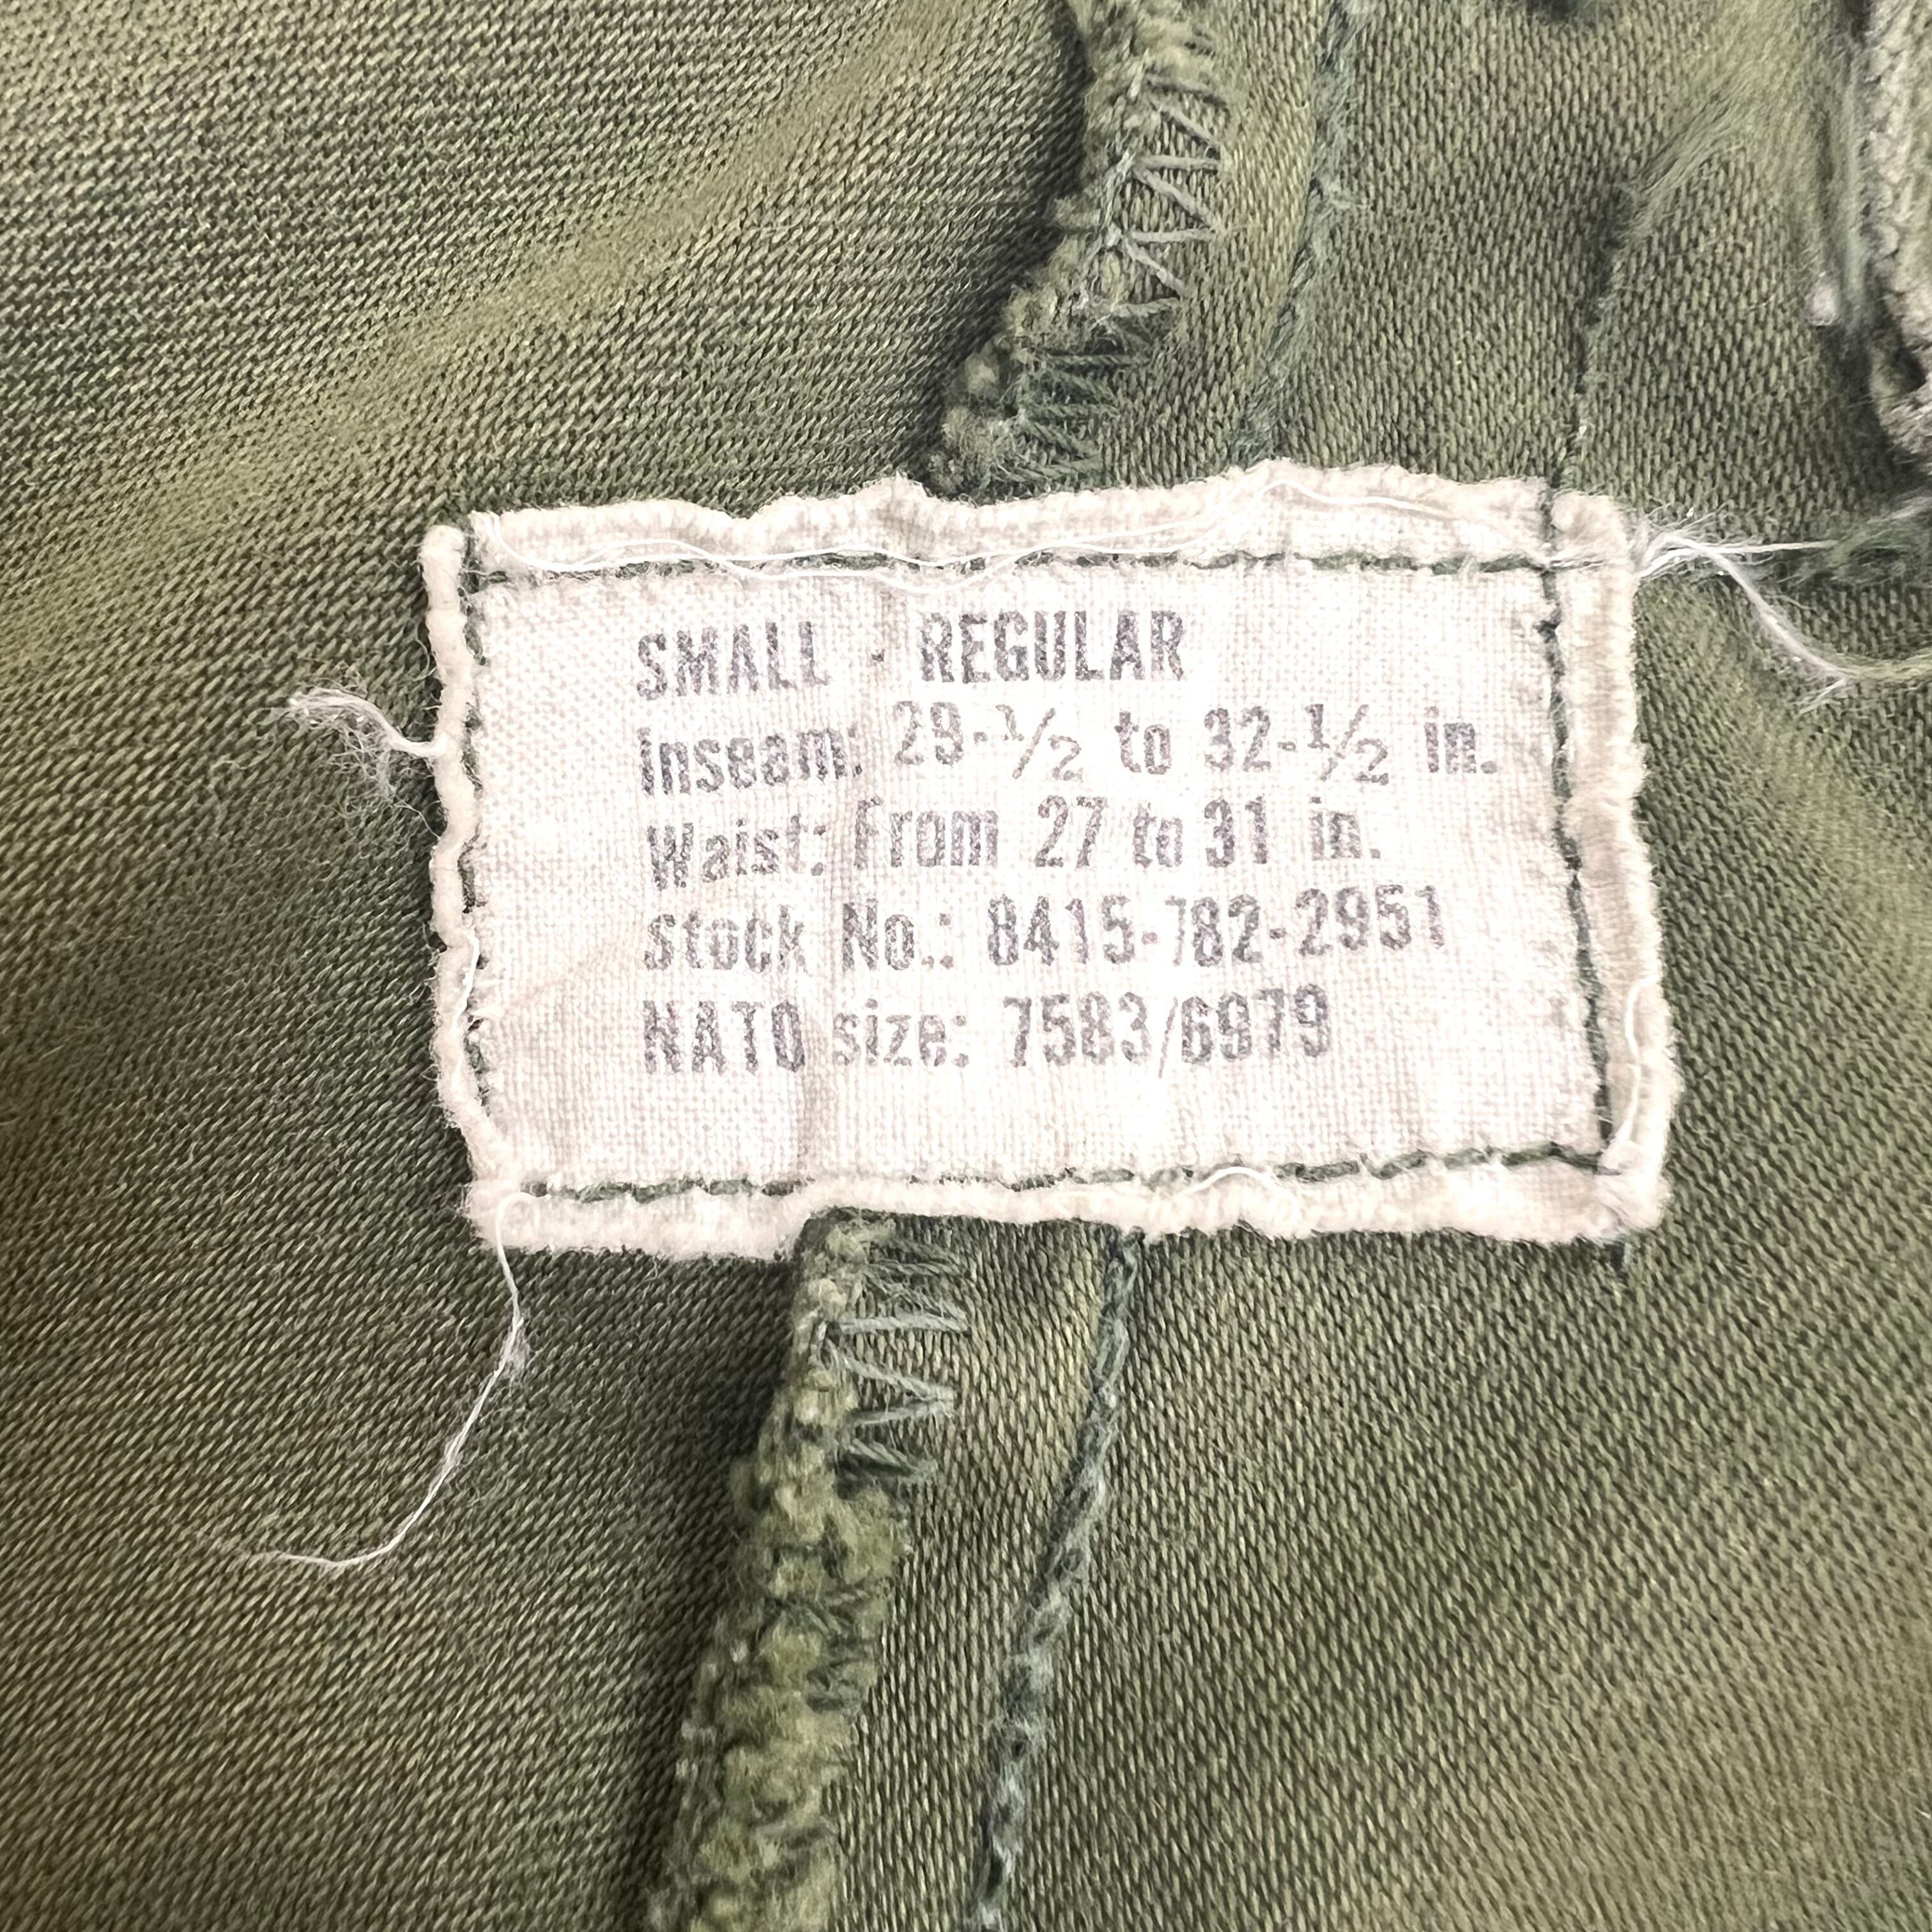 SMALL - REGULAR
Inseam: 29-1/2 to 32-1/2 in.
Waist: From 27 to 31 in.
Stock No.: 8415-782-2951
NATO size: 7583/6979